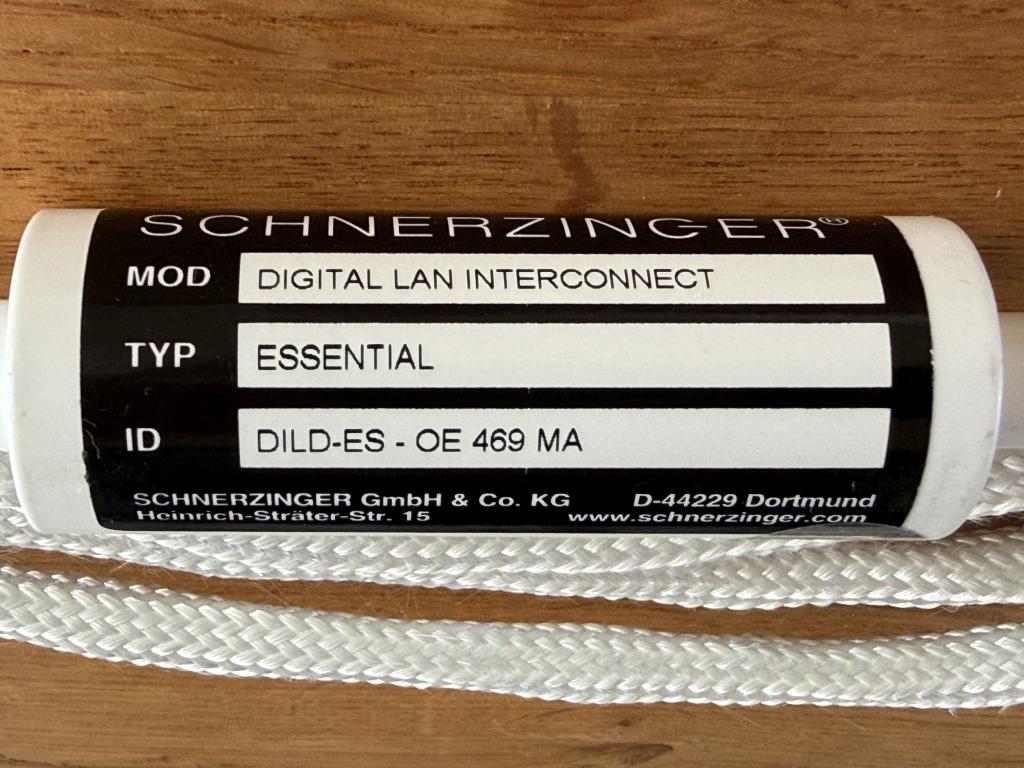 SCHNERZINGER®
MOD DIGITAL LAN INTERCONNECT
TYP ESSENTIAL
ID DILD-ES - OE 469 MA
SCHNERZINGER GmbH & Co. KG D-44229 Dortmund
Heinrich-Sträter-Str. 15 www.schnerzinger.com